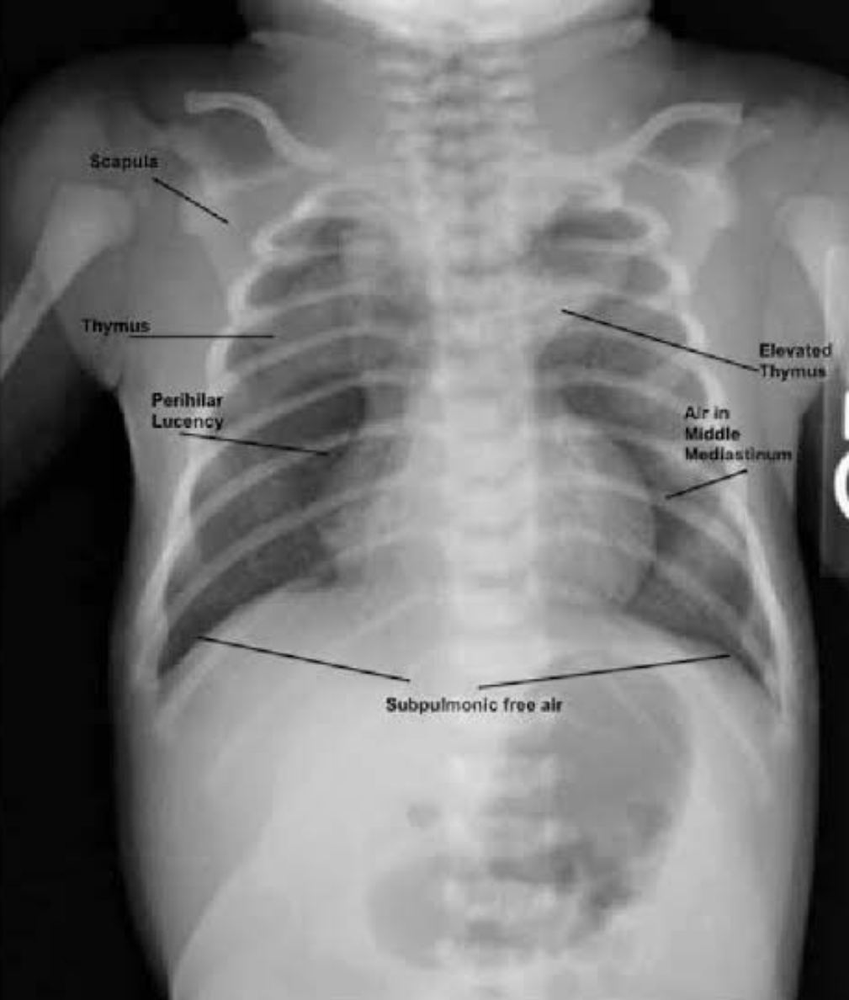 Scapula
Thymus
Elevated
Thymus
Perihilar
Lucency
Air in
Middle
Mediastinum
Subpulmonic free air